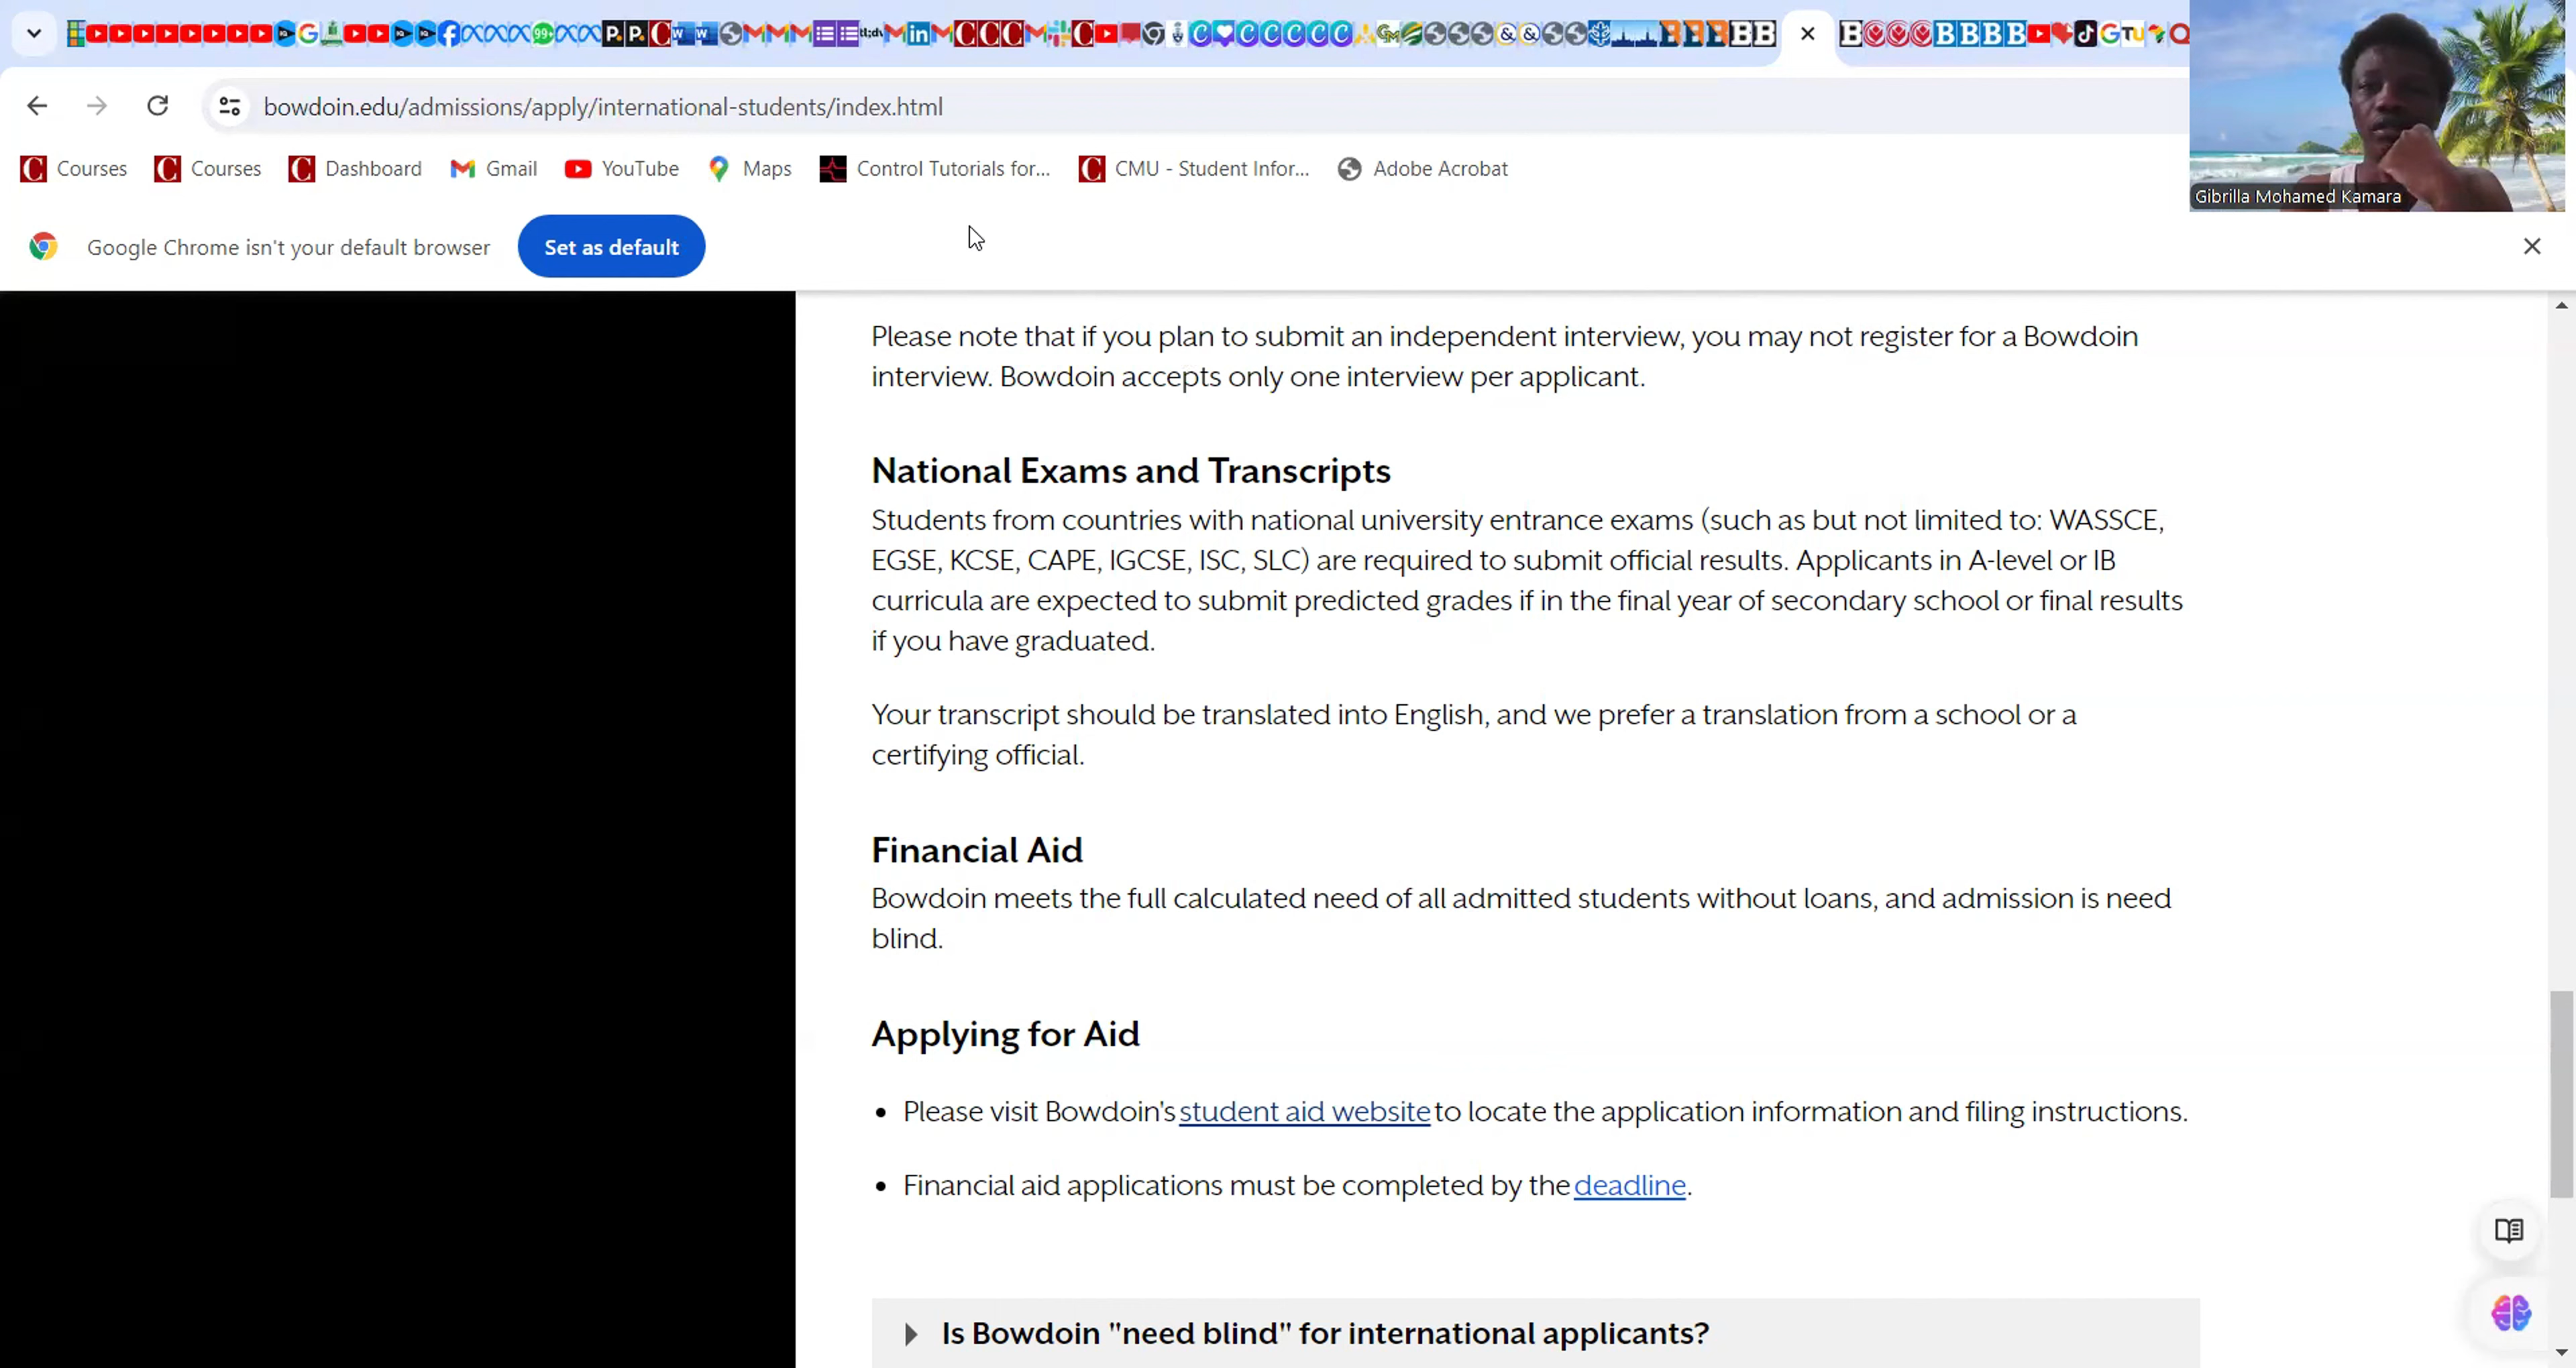 bowdoin.edu/admissions/apply/international-students/index.html
Courses
Courses
Dashboard
Gmail
YouTube
Maps
Control Tutorials for...
CMU - Student Infor...
Adobe Acrobat
Gibrilla Mohamed Kamara
Google Chrome isn't your default browser
Set as default
Please note that if you plan to submit an independent interview, you may not register for a Bowdoin
interview. Bowdoin accepts only one interview per applicant.
National Exams and Transcripts
Students from countries with national university entrance exams (such as but not limited to: WASSCE,
EGSE, KCSE, CAPE, IGCSE, ISC, SLC) are required to submit official results. Applicants in A-level or IB
curricula are expected to submit predicted grades if in the final year of secondary school or final results
if you have graduated.
Your transcript should be translated into English, and we prefer a translation from a school or a
certifying official.
Financial Aid
Bowdoin meets the full calculated need of all admitted students without loans, and admission is need
blind.
Applying for Aid
• Please visit Bowdoin's student aid website to locate the application information and filing instructions.
• Financial aid applications must be completed by the deadline.
Is Bowdoin "need blind" for international applicants?